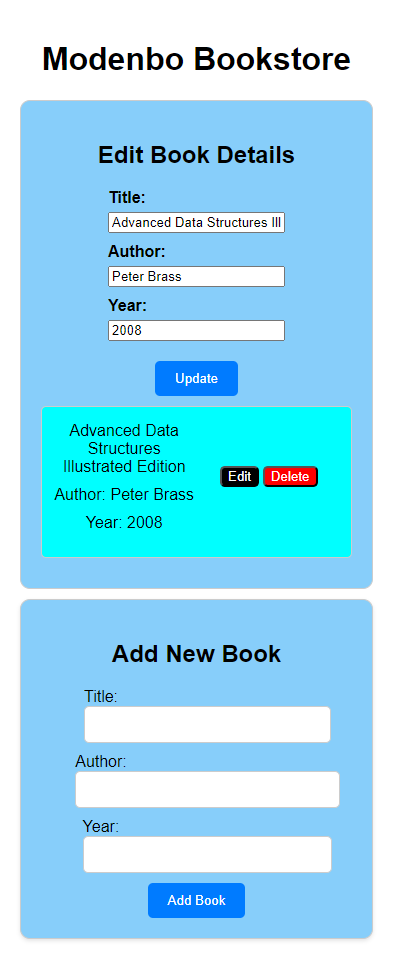 Modenbo Bookstore
Edit Book Details
Title:
Advanced Data Structures Ill
Author:
Peter Brass
Year:
2008
Update
Advanced Data
Structures
Illustrated Edition
Author: Peter Brass
Year: 2008
Edit Delete
Add New Book
Title:
Author:
Year:
Add Book